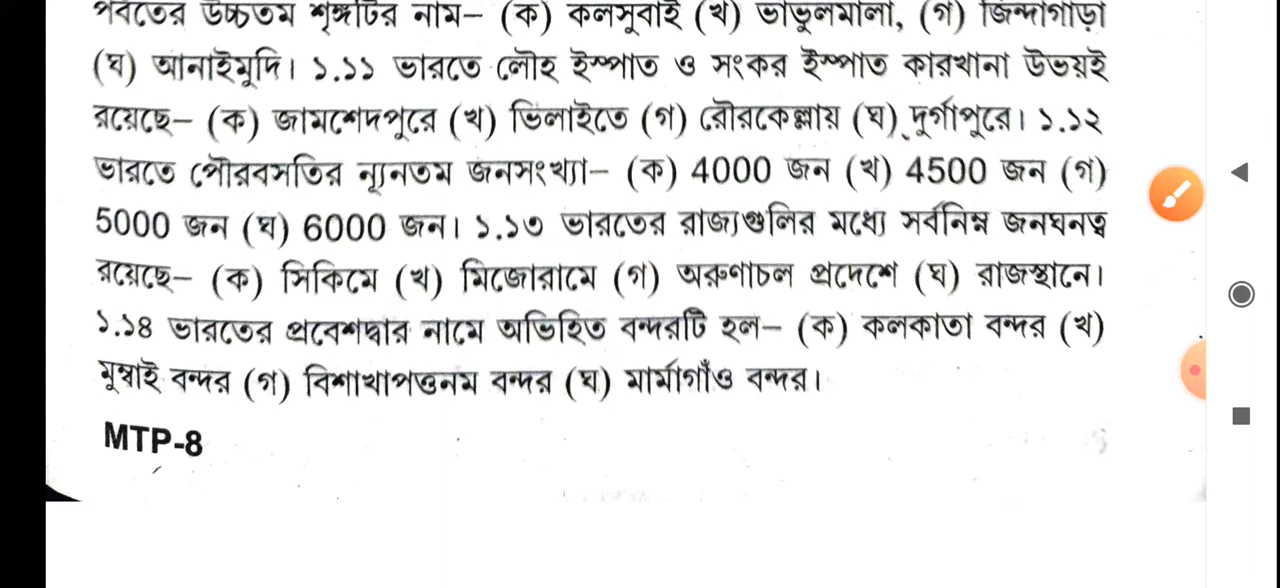 পর্বতের উচ্চতম শৃঙ্গটির নাম– (ক) কলসুবাই (খ) ভাভুলমালা, (গ) জিন্দাগাড়া
(ঘ) আনাইমুদি। ১.১১ ভারতে লৌহ ইস্পাত ও সংকর ইস্পাত কারখানা উভয়ই
রয়েছে– (ক) জামশেদপুরে (খ) ভিলাইতে (গ) রৌরকেল্লায় (ঘ) দুর্গাপুরে। ১.১২
ভারতে পৌরবসতির ন্যূনতম জনসংখ্যা– (ক) 4000 জন (খ) 4500 জন (গ)
5000 জন (ঘ) 6000 জন। ১.১৩ ভারতের রাজ্যগুলির মধ্যে সর্বনিম্ন জনঘনত্ব
রয়েছে– (ক) সিকিমে (খ) মিজোরামে (গ) অরুণাচল প্রদেশে (ঘ) রাজস্থানে।
১.১৪ ভারতের প্রবেশদ্বার নামে অভিহিত বন্দরটি হল– (ক) কলকাতা বন্দর (খ)
মুম্বাই বন্দর (গ) বিশাখাপত্তনম বন্দর (ঘ) মার্মাগাঁও বন্দর।
MTP-8